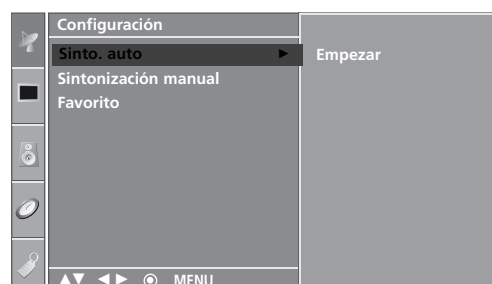 Configuración
Sinto. auto ►
Empezar
Sintonización manual
Favorito
▲▼ ◄► ⦿ MENU